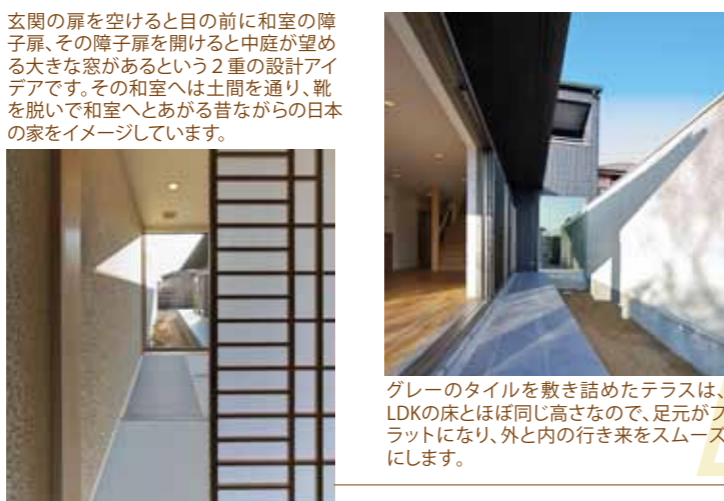 玄関の扉を空けると目の前に和室の障
子扉、その障子扉を開けると中庭が望め
る大きな窓があるという２重の設計アイ
デアです。その和室へは土間を通り、靴
を脱いで和室へとあがる昔ながらの日本
の家をイメージしています。
グレーのタイルを敷き詰めたテラスは、
LDKの床とほぼ同じ高さなので、足元がフ
ラットになり、外と内の行き来をスムーズ
にします。